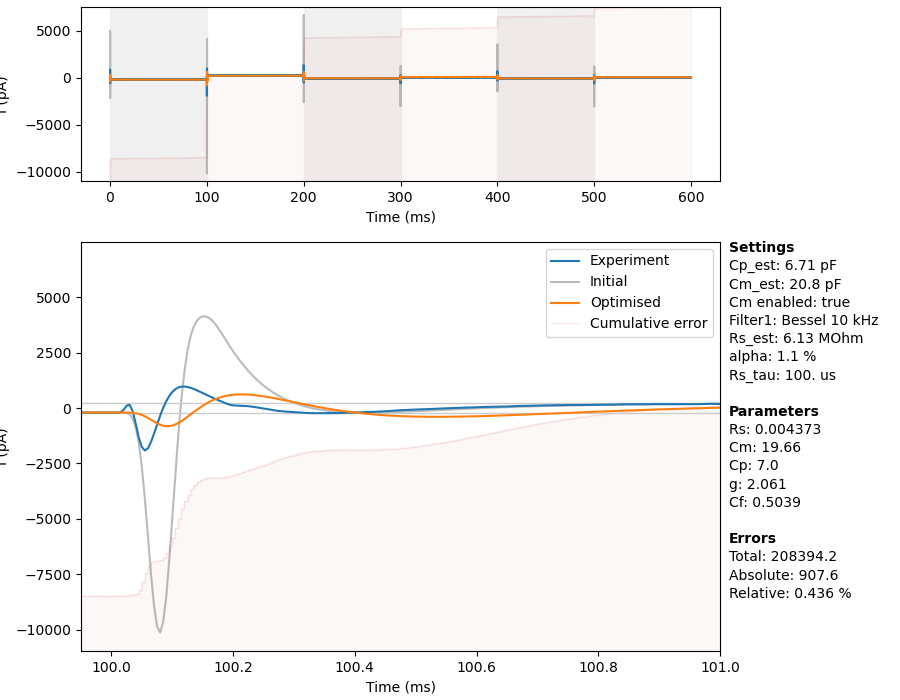 5000
0
−5000
−10000
I (pA)
0 100 200 300 400 500 600
Time (ms)
Experiment
Initial
Optimised
Cumulative error
5000
2500
0
−2500
−5000
−7500
−10000
I (pA)
100.0 100.2 100.4 100.6 100.8 101.0
Time (ms)
Settings
Cp_est: 6.71 pF
Cm_est: 20.8 pF
Cm enabled: true
Filter1: Bessel 10 kHz
Rs_est: 6.13 MOhm
alpha: 1.1 %
Rs_tau: 100. us
Parameters
Rs: 0.004373
Cm: 19.66
Cp: 7.0
g: 2.061
Cf: 0.5039
Errors
Total: 208394.2
Absolute: 907.6
Relative: 0.436 %